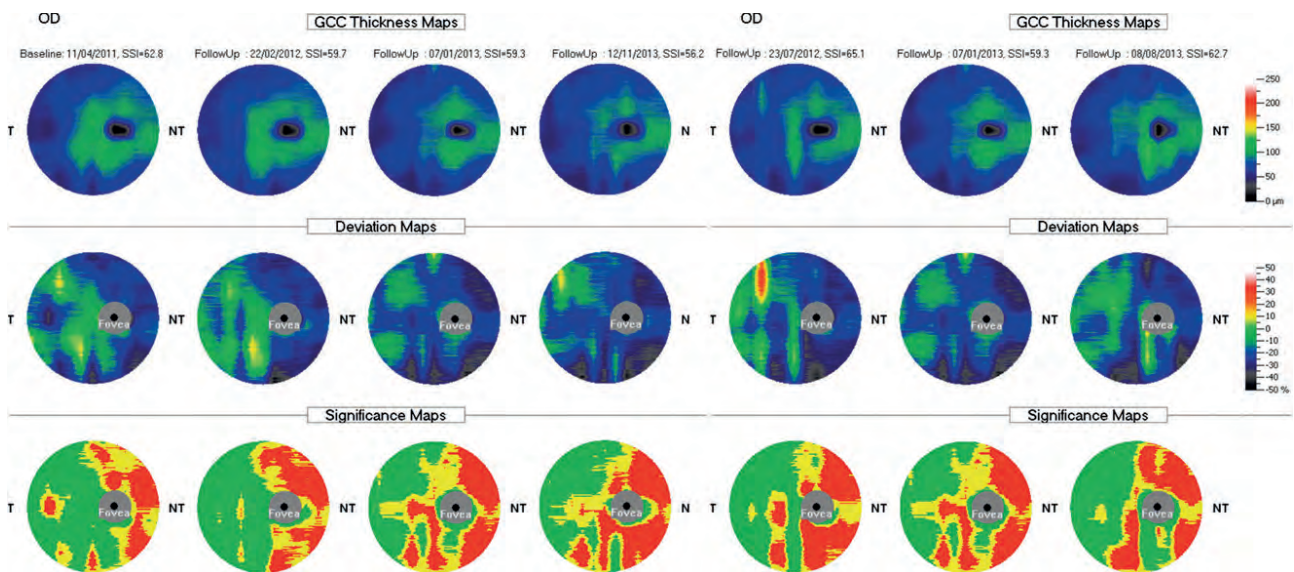 OD
GCC Thickness Maps
OD
GCC Thickness Maps
Baseline: 11/04/2011, SSI=62.8
FollowUp : 22/02/2012, SSI=59.7
FollowUp : 07/01/2013, SSI=59.3
FollowUp : 12/11/2013, SSI=56.2
FollowUp : 23/07/2012, SSI=65.1
FollowUp : 07/01/2013, SSI=59.3
FollowUp : 08/08/2013, SSI=62.7
T
NT
NT
NT
N
T
NT
NT
NT
250
200
150
100
50
0 µm
Deviation Maps
Deviation Maps
T
Fovea
NT
Fovea
NT
Fovea
NT
Fovea
N
T
Fovea
NT
Fovea
NT
Fovea
NT
50
40
30
20
10
0
-10
-20
-30
-40
-50 %
Significance Maps
Significance Maps
T
Fovea
NT
Fovea
NT
Fovea
NT
Fovea
N
T
Fovea
NT
Fovea
NT
Fovea
NT